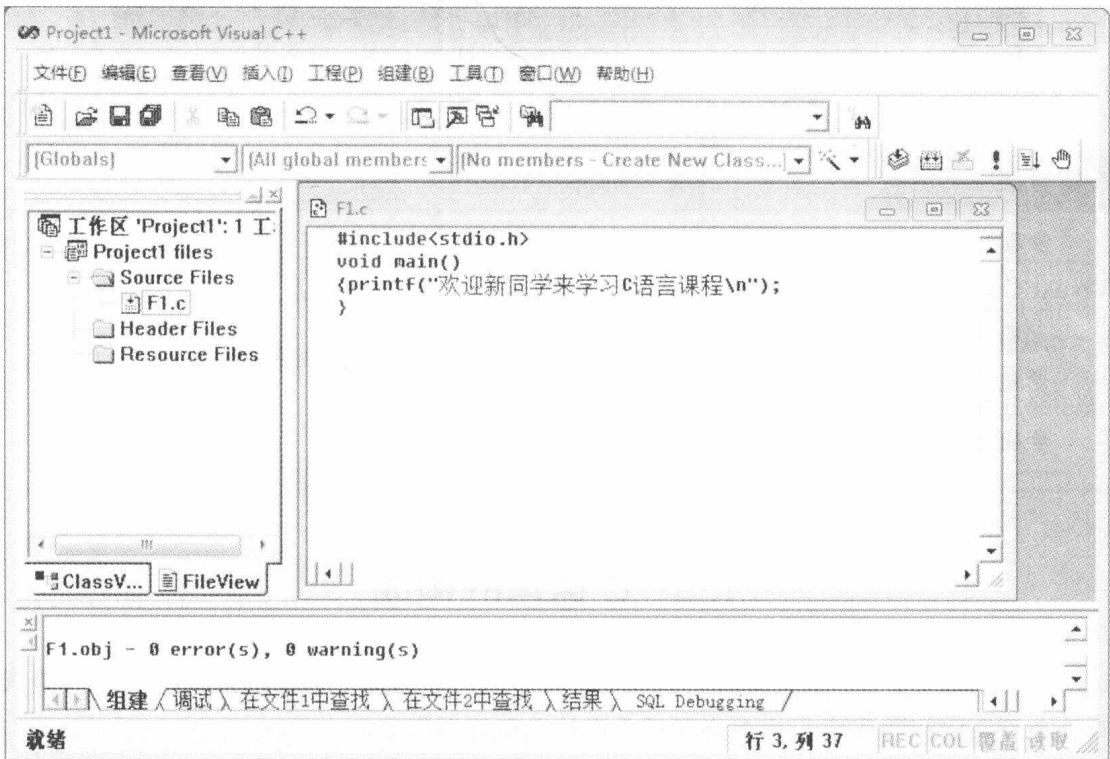 Project1 - Microsoft Visual C++
文件(F) 编辑(E) 查看(V) 插入(I) 工程(P) 组建(B) 工具(T) 窗口(W) 帮助(H)
(Globals) (All global members (No members - Create New Class...)
工作区 'Project1': 1 工
Project1 files
Source Files
F1.c
Header Files
Resource Files
ClassV... FileView
F1.c
#include<stdio.h>
void main()
{printf("欢迎新同学来学习C语言课程\n");
}
F1.obj - 0 error(s), 0 warning(s)
组建 调试 在文件1中查找 在文件2中查找 结果 SQL Debugging
就绪 行 3, 列 37 REC COL 覆盖 读取